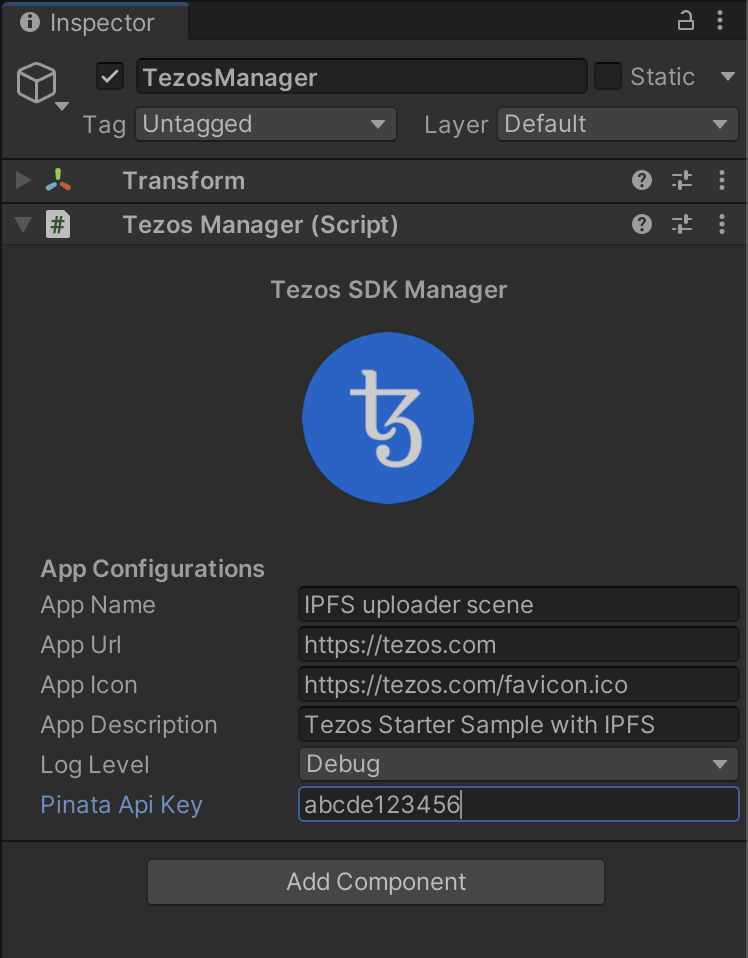 Inspector
TezosManager Static
Tag Untagged Layer Default
Transform
# Tezos Manager (Script)
Tezos SDK Manager
App Configurations
App Name IPFS uploader scene
App Url https://tezos.com
App Icon https://tezos.com/favicon.ico
App Description Tezos Starter Sample with IPFS
Log Level Debug
Pinata Api Key abcde123456
Add Component